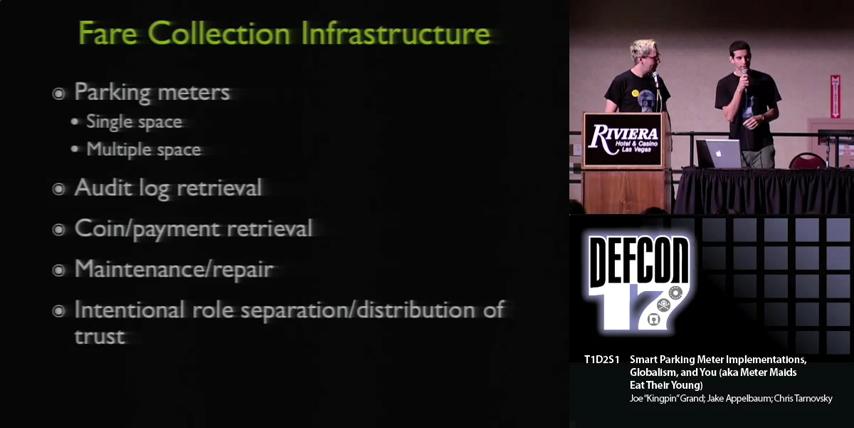 Fare Collection Infrastructure
Parking meters
Single space
Multiple space
Audit log retrieval
Coin/payment retrieval
Maintenance/repair
Intentional role separation/distribution of
trust
RIVIERA
Hotel & Casino
Las Vegas
DEFCON
17
T1D2S1 Smart Parking Meter Implementations,
Globalism, and You (aka Meter Maids
Eat Their Young)
Joe "Kingpin" Grand; Jake Appelbaum; Chris Tarnovsky